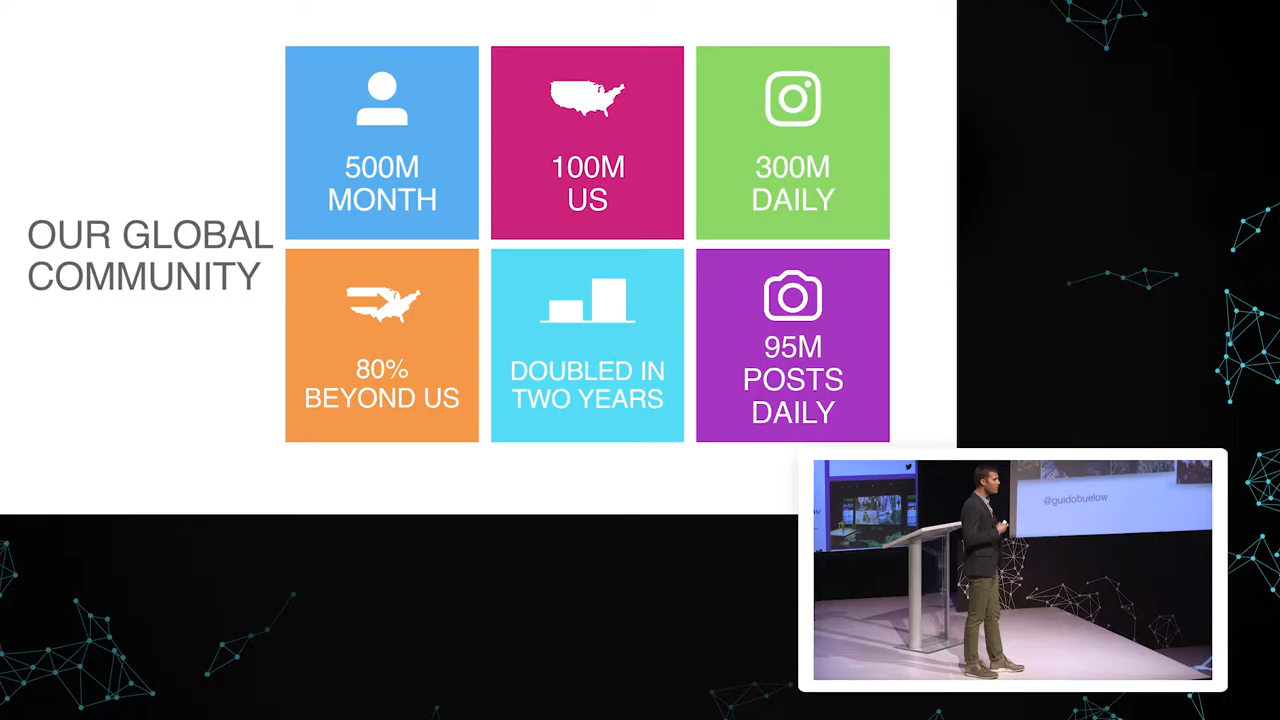 OUR GLOBAL
COMMUNITY
500M
MONTH
100M
US
300M
DAILY
80%
BEYOND US
DOUBLED IN
TWO YEARS
95M
POSTS
DAILY
@guidobuelow